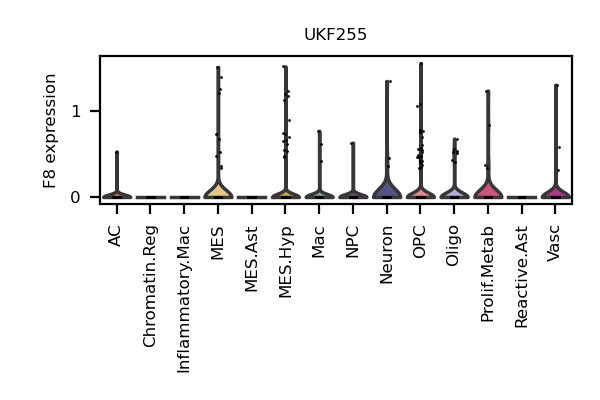 UKF255
F8 expression
1
0
AC
Chromatin.Reg
Inflammatory.Mac
MES
MES.Ast
MES.Hyp
Mac
NPC
Neuron
OPC
Oligo
Prolif.Metab
Reactive.Ast
Vasc